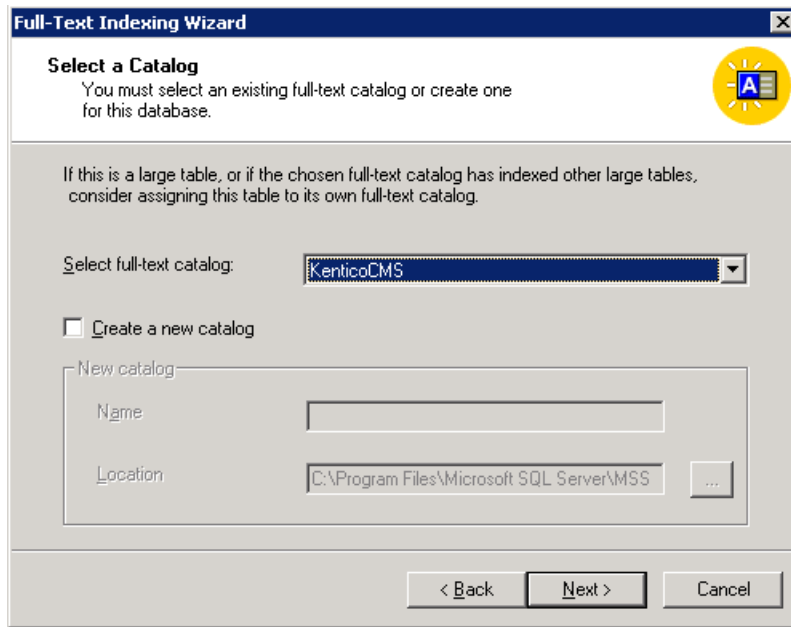 Full-Text Indexing Wizard
Select a Catalog
You must select an existing full-text catalog or create one
for this database.
A
If this is a large table, or if the chosen full-text catalog has indexed other large tables,
consider assigning this table to its own full-text catalog.
Select full-text catalog: KenticoCMS
Create a new catalog
New catalog
Name
Location C:\Program Files\Microsoft SQL Server\MSS ...
< Back Next > Cancel